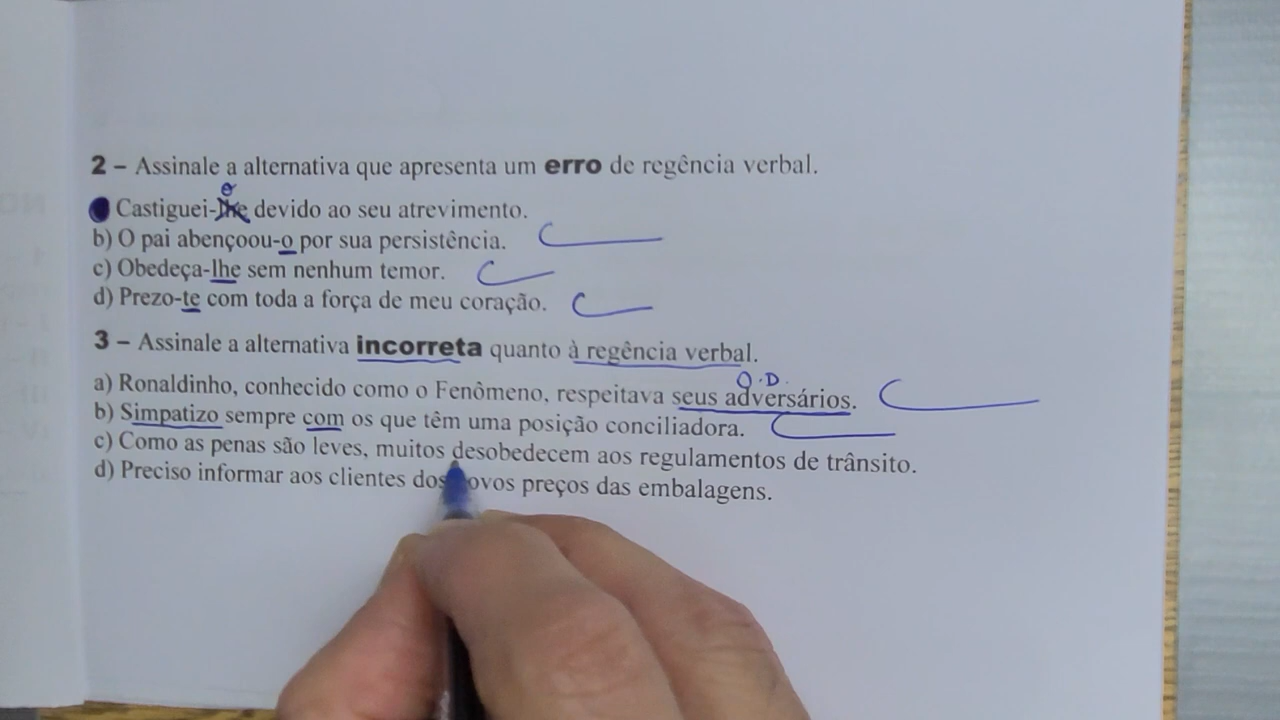 2 – Assinale a alternativa que apresenta um erro de regência verbal.
o
Castiguei-lhe devido ao seu atrevimento.
b) O pai abençoou-o por sua persistência.
c) Obedeça-lhe sem nenhum temor.
d) Prezo-te com toda a força de meu coração.
3 – Assinale a alternativa incorreta quanto à regência verbal.
O.D.
a) Ronaldinho, conhecido como o Fenômeno, respeitava seus adversários.
b) Simpatizo sempre com os que têm uma posição conciliadora.
c) Como as penas são leves, muitos desobedecem aos regulamentos de trânsito.
d) Preciso informar aos clientes dos preços das embalagens.